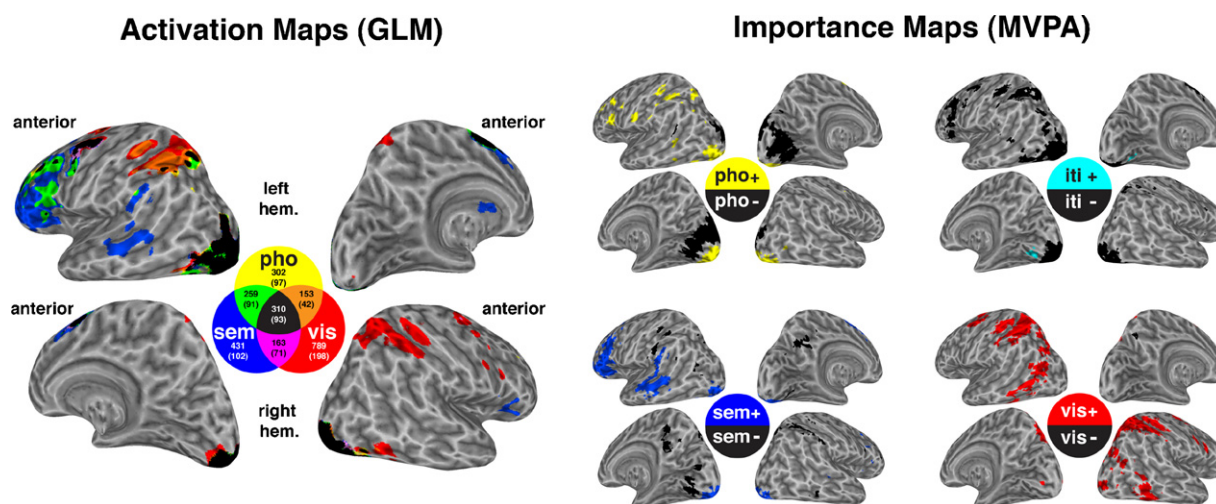 Activation Maps (GLM)
Importance Maps (MVPA)
anterior
anterior
left
hem.
pho
302
(97)
259
(91)
153
(42)
310
(93)
sem
431
(102)
vis
789
(198)
163
(71)
anterior
anterior
right
hem.
pho+
pho-
iti +
iti -
sem+
sem-
vis+
vis-